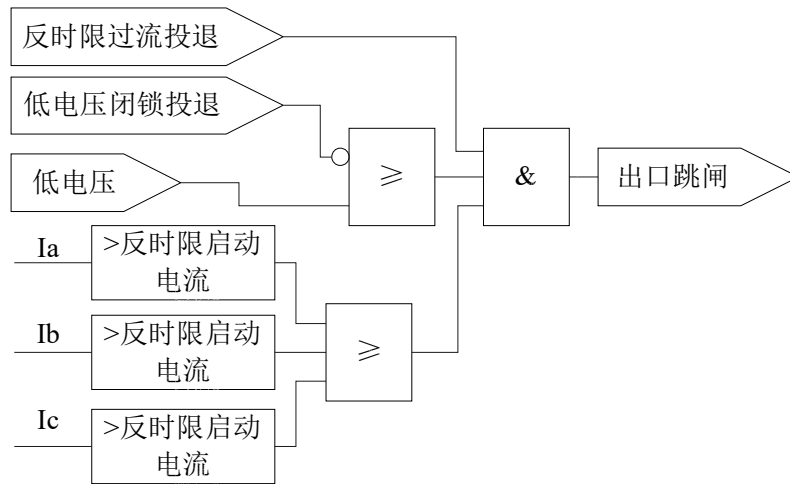 反时限过流投退
低电压闭锁投退
低电压
≥
&
出口跳闸
Ia
>反时限启动
电流
Ib
>反时限启动
电流
≥
Ic
>反时限启动
电流